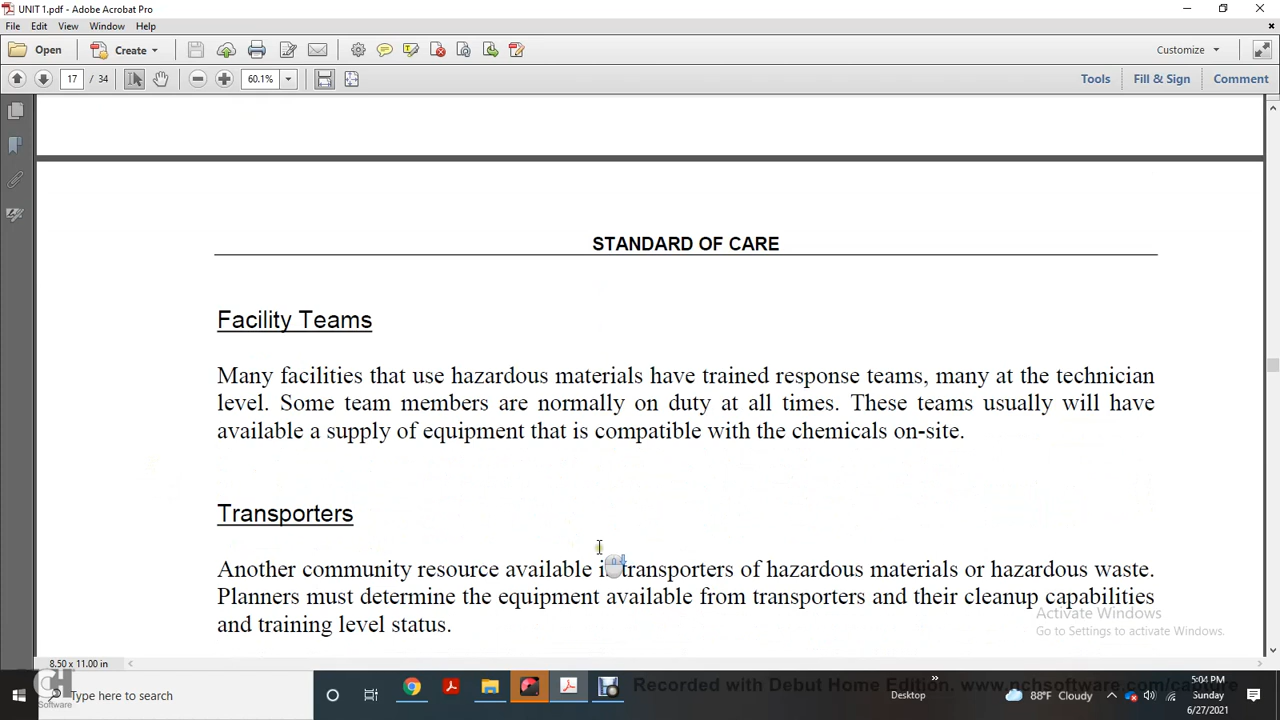 UNIT 1.pdf - Adobe Acrobat Pro
File Edit View Window Help
Open Create Customize
17 / 34 60.1% Tools Fill & Sign Comment
STANDARD OF CARE
Facility Teams
Many facilities that use hazardous materials have trained response teams, many at the technician
level. Some team members are normally on duty at all times. These teams usually will have
available a supply of equipment that is compatible with the chemicals on-site.
Transporters
Another community resource available is transporters of hazardous materials or hazardous waste.
Planners must determine the equipment available from transporters and their cleanup capabilities
and training level status.
Activate Windows
Go to Settings to activate Windows.
8.50 x 11.00 in
Type here to search
Software
Recorded with Debut Home Edition. www.nchsoftware.com/capture
Desktop
88°F Cloudy
5:04 PM
Sunday
6/27/2021